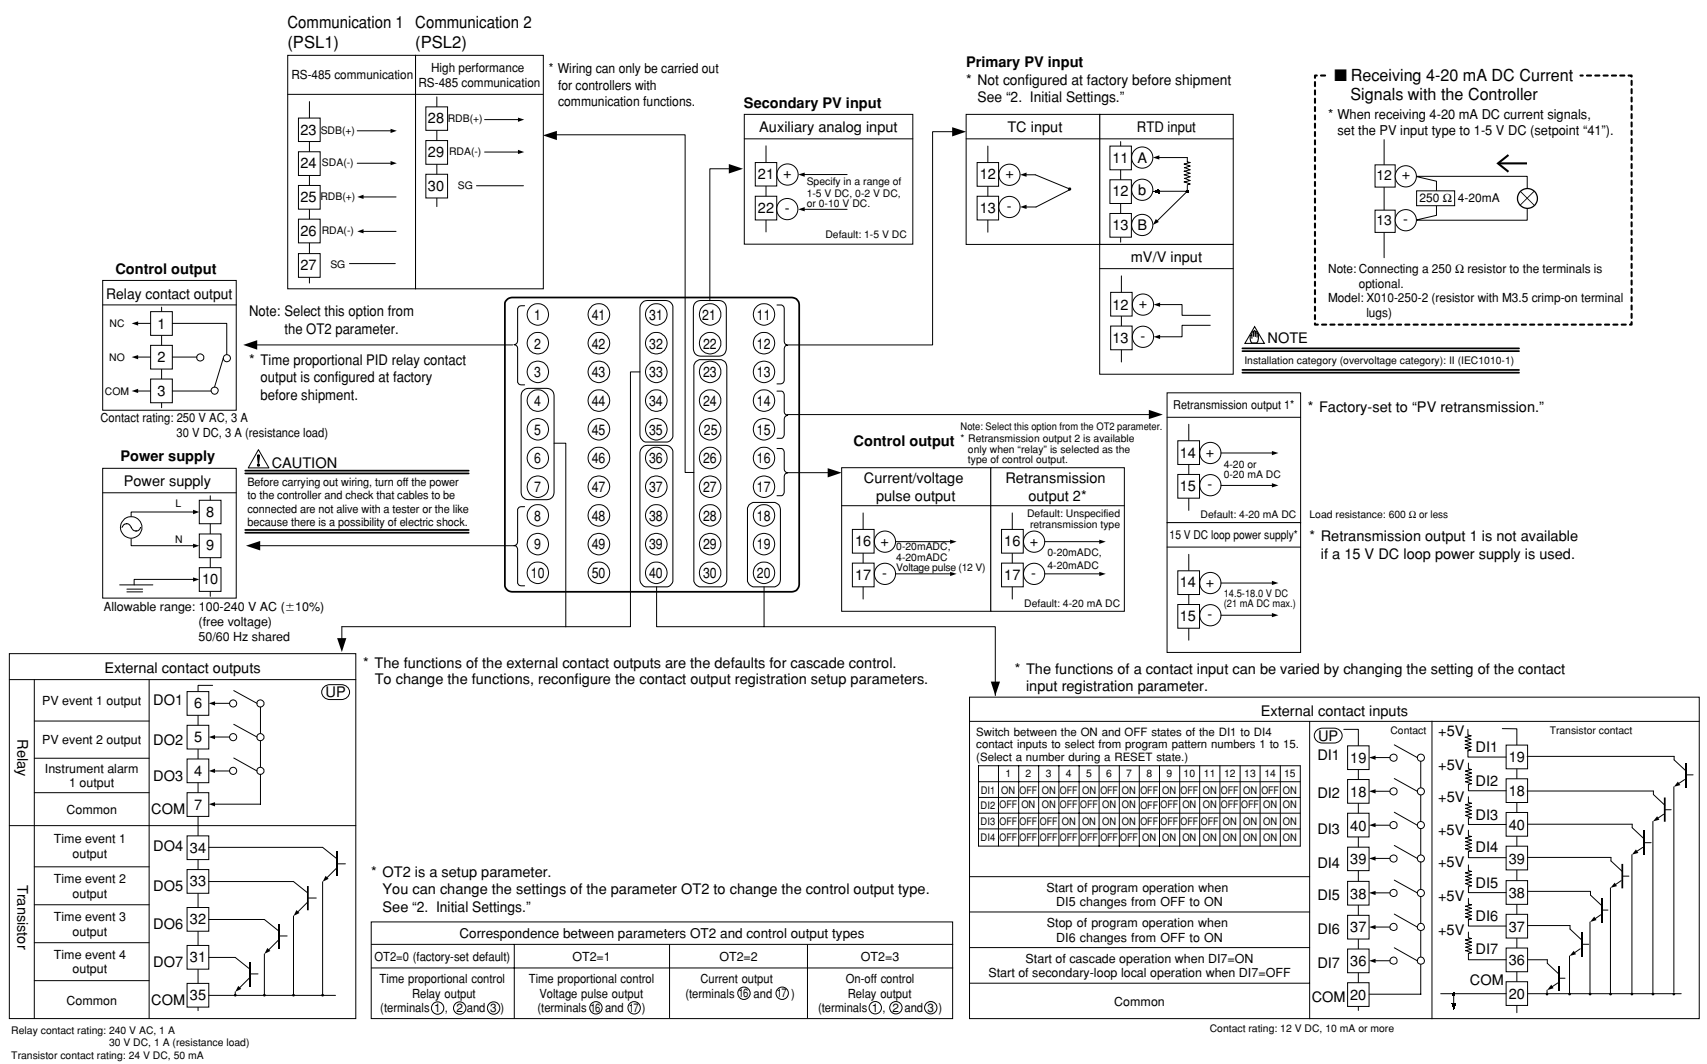 Communication 1
(PSL1)
Communication 2
(PSL2)
RS-485 communication
High performance
RS-485 communication
23 SDB(+)
24 SDA(-)
25 RDB(+)
26 RDA(-)
27 SG
28 RDB(+)
29 RDA(-)
30 SG
* Wiring can only be carried out
for controllers with
communication functions.
Secondary PV input
Auxiliary analog input
21 +
22 -
Specify in a range of
1-5 V DC, 0-2 V DC,
or 0-10 V DC.
Default: 1-5 V DC
Primary PV input
* Not configured at factory before shipment
See “2. Initial Settings.”
TC input
12 +
13 -
RTD input
11 A
12 b
13 B
mV/V input
12 +
13 -
■ Receiving 4-20 mA DC Current
Signals with the Controller
* When receiving 4-20 mA DC current signals,
set the PV input type to 1-5 V DC (setpoint “41”).
12 +
250 Ω 4-20mA
13 -
Note: Connecting a 250 Ω resistor to the terminals is
optional.
Model: X010-250-2 (resistor with M3.5 crimp-on terminal
lugs)
NOTE
Installation category (overvoltage category): II (IEC1010-1)
Control output
Relay contact output
NC 1
NO 2
COM 3
Contact rating: 250 V AC, 3 A
30 V DC, 3 A (resistance load)
Note: Select this option from
the OT2 parameter.
* Time proportional PID relay contact
output is configured at factory
before shipment.
Power supply
Power supply
L 8
N 9
10
Allowable range: 100-240 V AC (±10%)
(free voltage)
50/60 Hz shared
CAUTION
Before carrying out wiring, turn off the power
to the controller and check that cables to be
connected are not alive with a tester or the like
because there is a possibility of electric shock.
1 41 31 21 11
2 42 32 22 12
3 43 33 23 13
4 44 34 24 14
5 45 35 25 15
6 46 36 26 16
7 47 37 27 17
8 48 38 28 18
9 49 39 29 19
10 50 40 30 20
Control output
Note: Select this option from the OT2 parameter.
* Retransmission output 2 is available
only when “relay” is selected as the
type of control output.
Current/voltage
pulse output
16 +
17 -
0-20mADC,
4-20mADC
Voltage pulse (12 V)
Retransmission
output 2*
Default: Unspecified
retransmission type
16 +
17 -
0-20mADC,
4-20mADC
Default: 4-20 mA DC
Retransmission output 1*
14 +
15 -
4-20 or
0-20 mA DC
Default: 4-20 mA DC
15 V DC loop power supply*
14 +
15 -
14.5-18.0 V DC
(21 mA DC max.)
* Factory-set to “PV retransmission.”
Load resistance: 600 Ω or less
* Retransmission output 1 is not available
if a 15 V DC loop power supply is used.
External contact outputs
UP
Relay
PV event 1 output DO1 6
PV event 2 output DO2 5
Instrument alarm
1 output
DO3 4
Common COM 7
Transistor
Time event 1
output
DO4 34
Time event 2
output
DO5 33
Time event 3
output
DO6 32
Time event 4
output
DO7 31
Common COM 35
Relay contact rating: 240 V AC, 1 A
30 V DC, 1 A (resistance load)
Transistor contact rating: 24 V DC, 50 mA
* The functions of the external contact outputs are the defaults for cascade control.
To change the functions, reconfigure the contact output registration setup parameters.
* OT2 is a setup parameter.
You can change the settings of the parameter OT2 to change the control output type.
See “2. Initial Settings.”
Correspondence between parameters OT2 and control output types
OT2=0 (factory-set default) OT2=1 OT2=2 OT2=3
Time proportional control
Relay output
(terminals ①, ② and ③)
Time proportional control
Voltage pulse output
(terminals ⑯ and ⑰)
Current output
(terminals ⑯ and ⑰)
On-off control
Relay output
(terminals ①, ② and ③)
* The functions of a contact input can be varied by changing the setting of the contact
input registration parameter.
External contact inputs
Switch between the ON and OFF states of the DI1 to DI4
contact inputs to select from program pattern numbers 1 to 15.
(Select a number during a RESET state.)
1 2 3 4 5 6 7 8 9 10 11 12 13 14 15
DI1 ON OFF ON OFF ON OFF ON OFF ON OFF ON OFF ON OFF ON
DI2 OFF ON ON OFF OFF ON ON OFF OFF ON ON OFF OFF ON ON
DI3 OFF OFF OFF ON ON ON ON OFF OFF OFF OFF ON ON ON ON
DI4 OFF OFF OFF OFF OFF OFF OFF ON ON ON ON ON ON ON ON
Start of program operation when
DI5 changes from OFF to ON
Stop of program operation when
DI6 changes from OFF to ON
Start of cascade operation when DI7=ON
Start of secondary-loop local operation when DI7=OFF
Common
UP Contact
DI1 19
DI2 18
DI3 40
DI4 39
DI5 38
DI6 37
DI7 36
COM 20
Transistor contact
+5V DI1 19
+5V DI2 18
+5V DI3 40
+5V DI4 39
+5V DI5 38
+5V DI6 37
+5V DI7 36
COM 20
Contact rating: 12 V DC, 10 mA or more